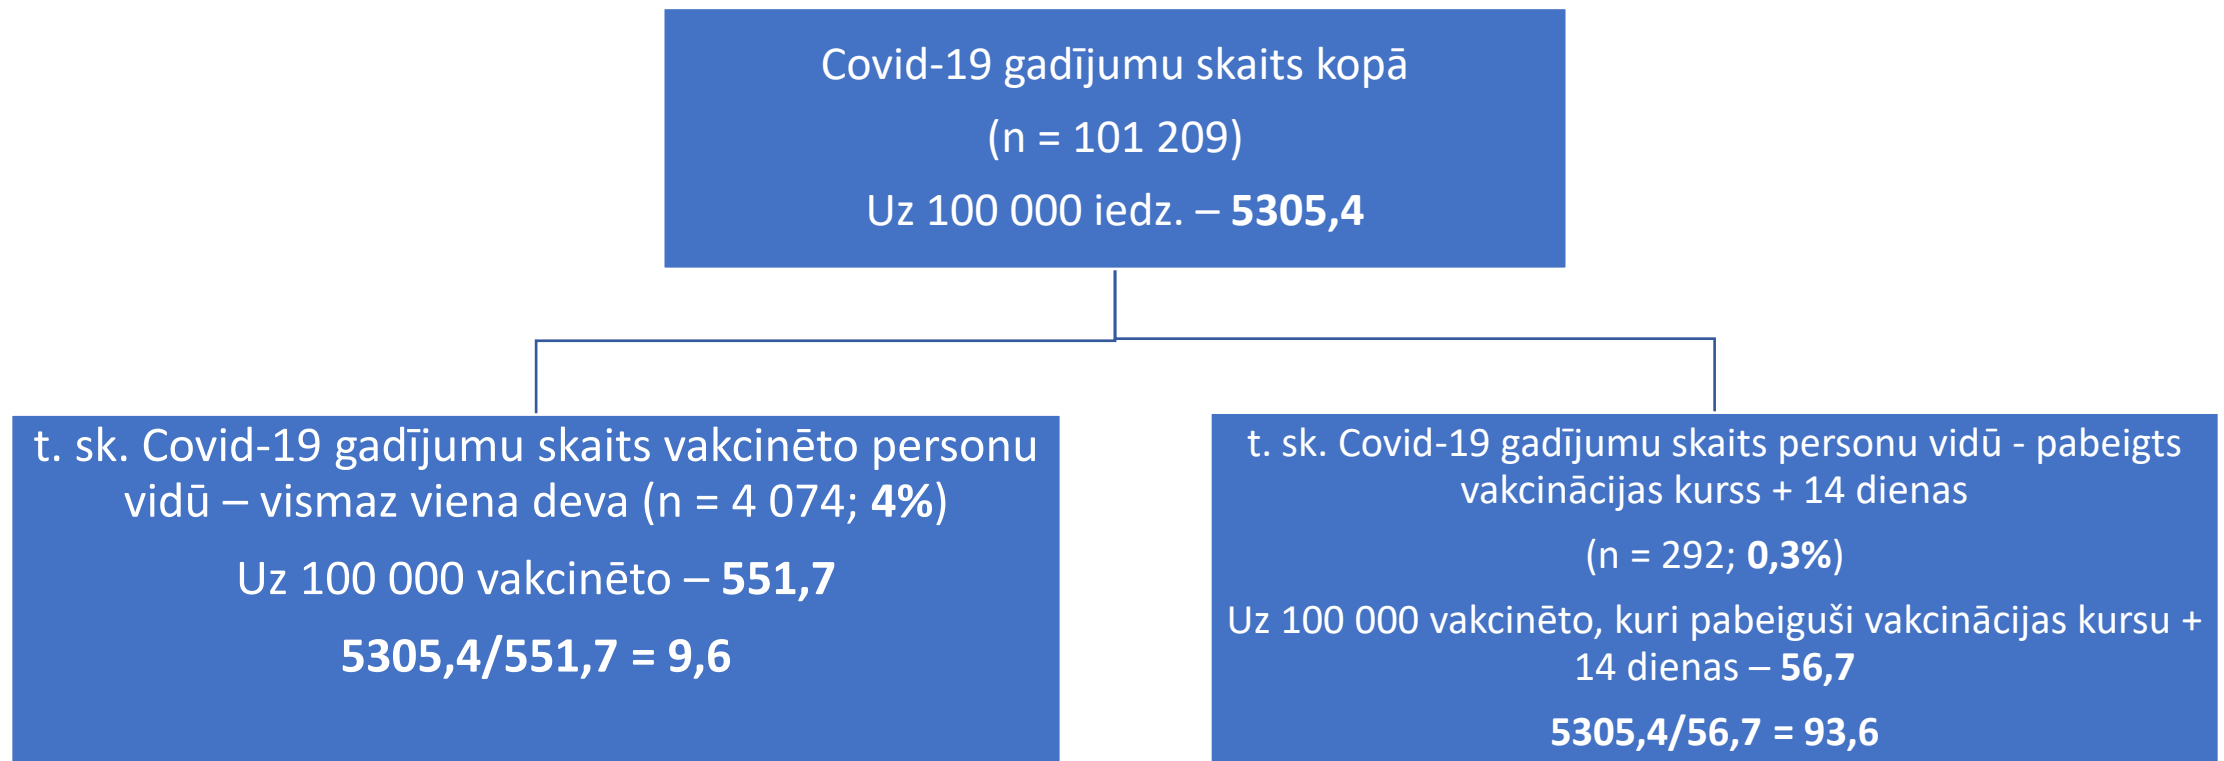 Covid-19 gadījumu skaits kopā
(n = 101 209)
Uz 100 000 iedz. – 5305,4
t. sk. Covid-19 gadījumu skaits vakcinēto personu
vidū – vismaz viena deva (n = 4 074; 4%)
Uz 100 000 vakcinēto – 551,7
5305,4/551,7 = 9,6
t. sk. Covid-19 gadījumu skaits personu vidū - pabeigts
vakcinācijas kurss + 14 dienas
(n = 292; 0,3%)
Uz 100 000 vakcinēto, kuri pabeiguši vakcinācijas kursu +
14 dienas – 56,7
5305,4/56,7 = 93,6